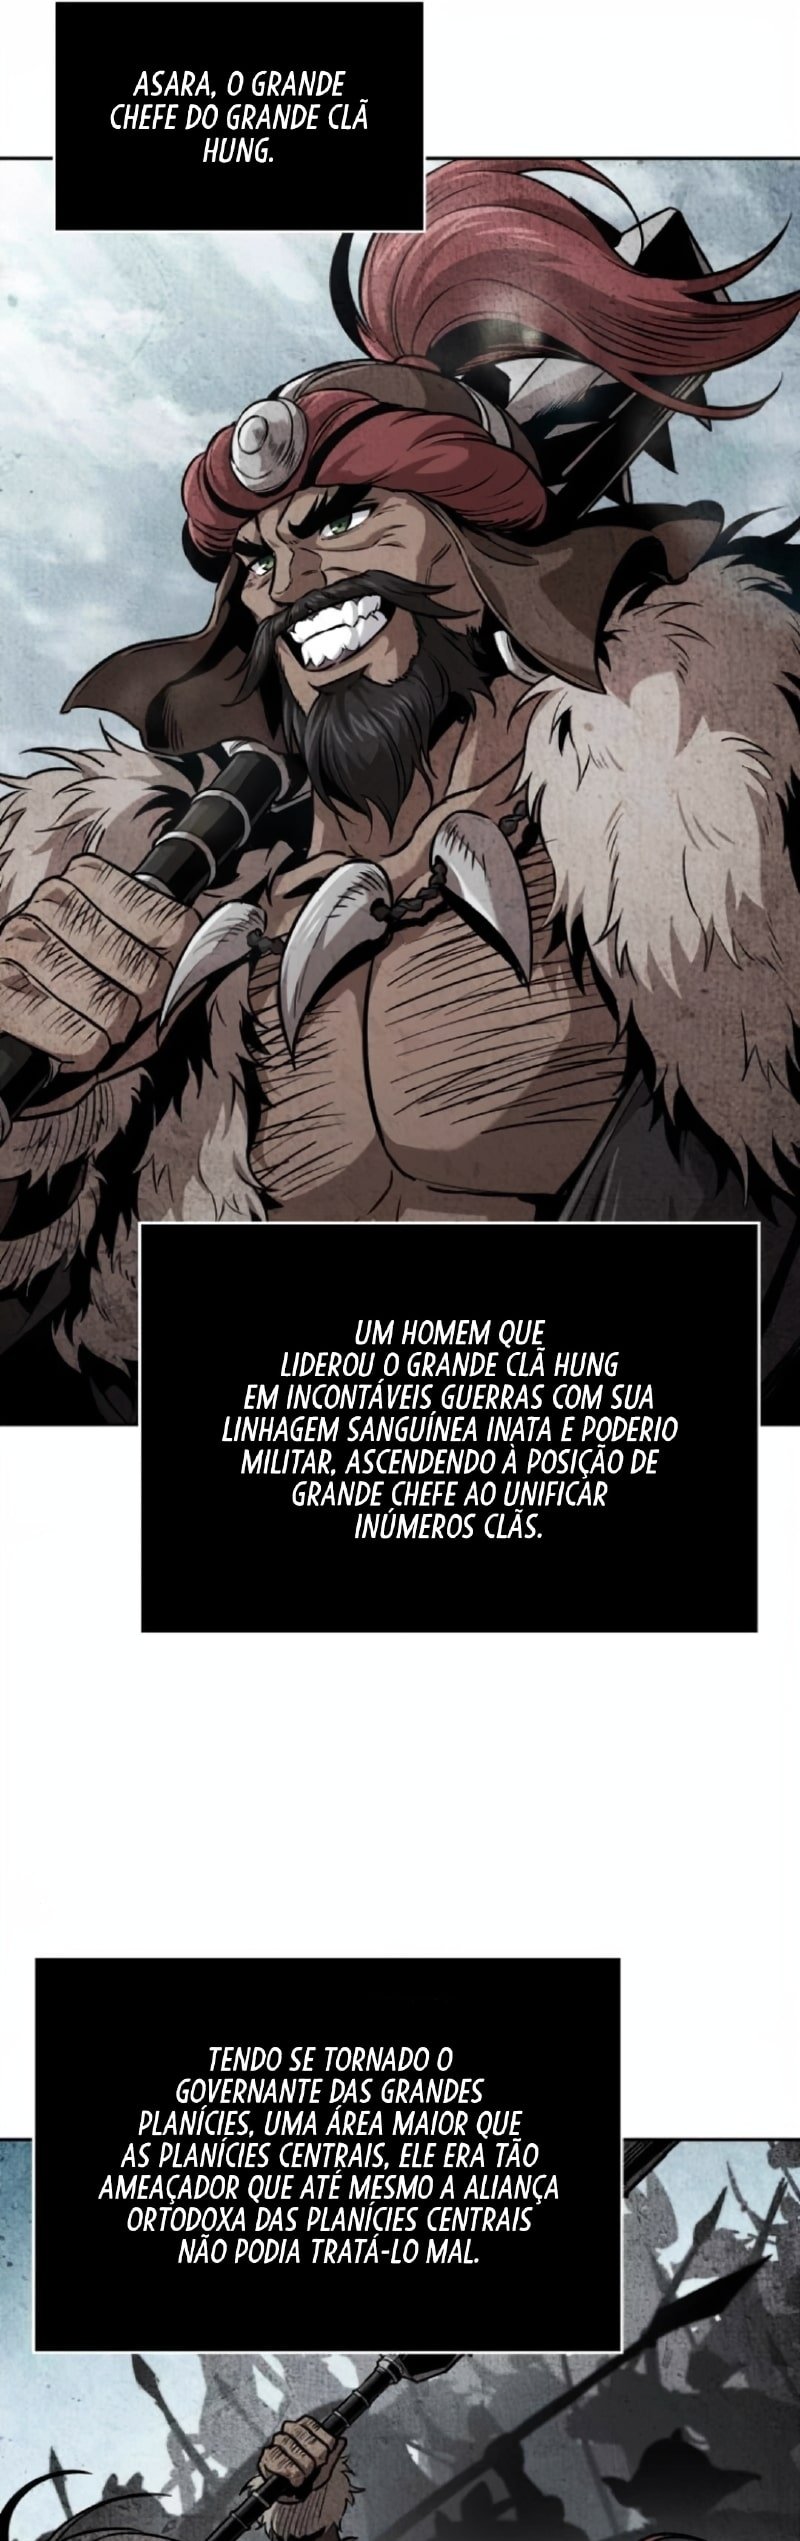 ASARA, O GRANDE
CHEFE DO GRANDE CLÃ
HUNG.
UM HOMEM QUE
LIDEROU O GRANDE CLÃ HUNG
EM INCONTÁVEIS GUERRAS COM SUA
LINHAGEM SANGUÍNEA INATA E PODERIO
MILITAR, ASCENDENDO À POSIÇÃO DE
GRANDE CHEFE AO UNIFICAR
INÚMEROS CLÃS.
TENDO SE TORNADO O
GOVERNANTE DAS GRANDES
PLANÍCIES, UMA ÁREA MAIOR QUE
AS PLANÍCIES CENTRAIS, ELE ERA TÃO
AMEAÇADOR QUE ATÉ MESMO A ALIANÇA
ORTODOXA DAS PLANÍCIES CENTRAIS
NÃO PODIA TRATÁ-LO MAL.